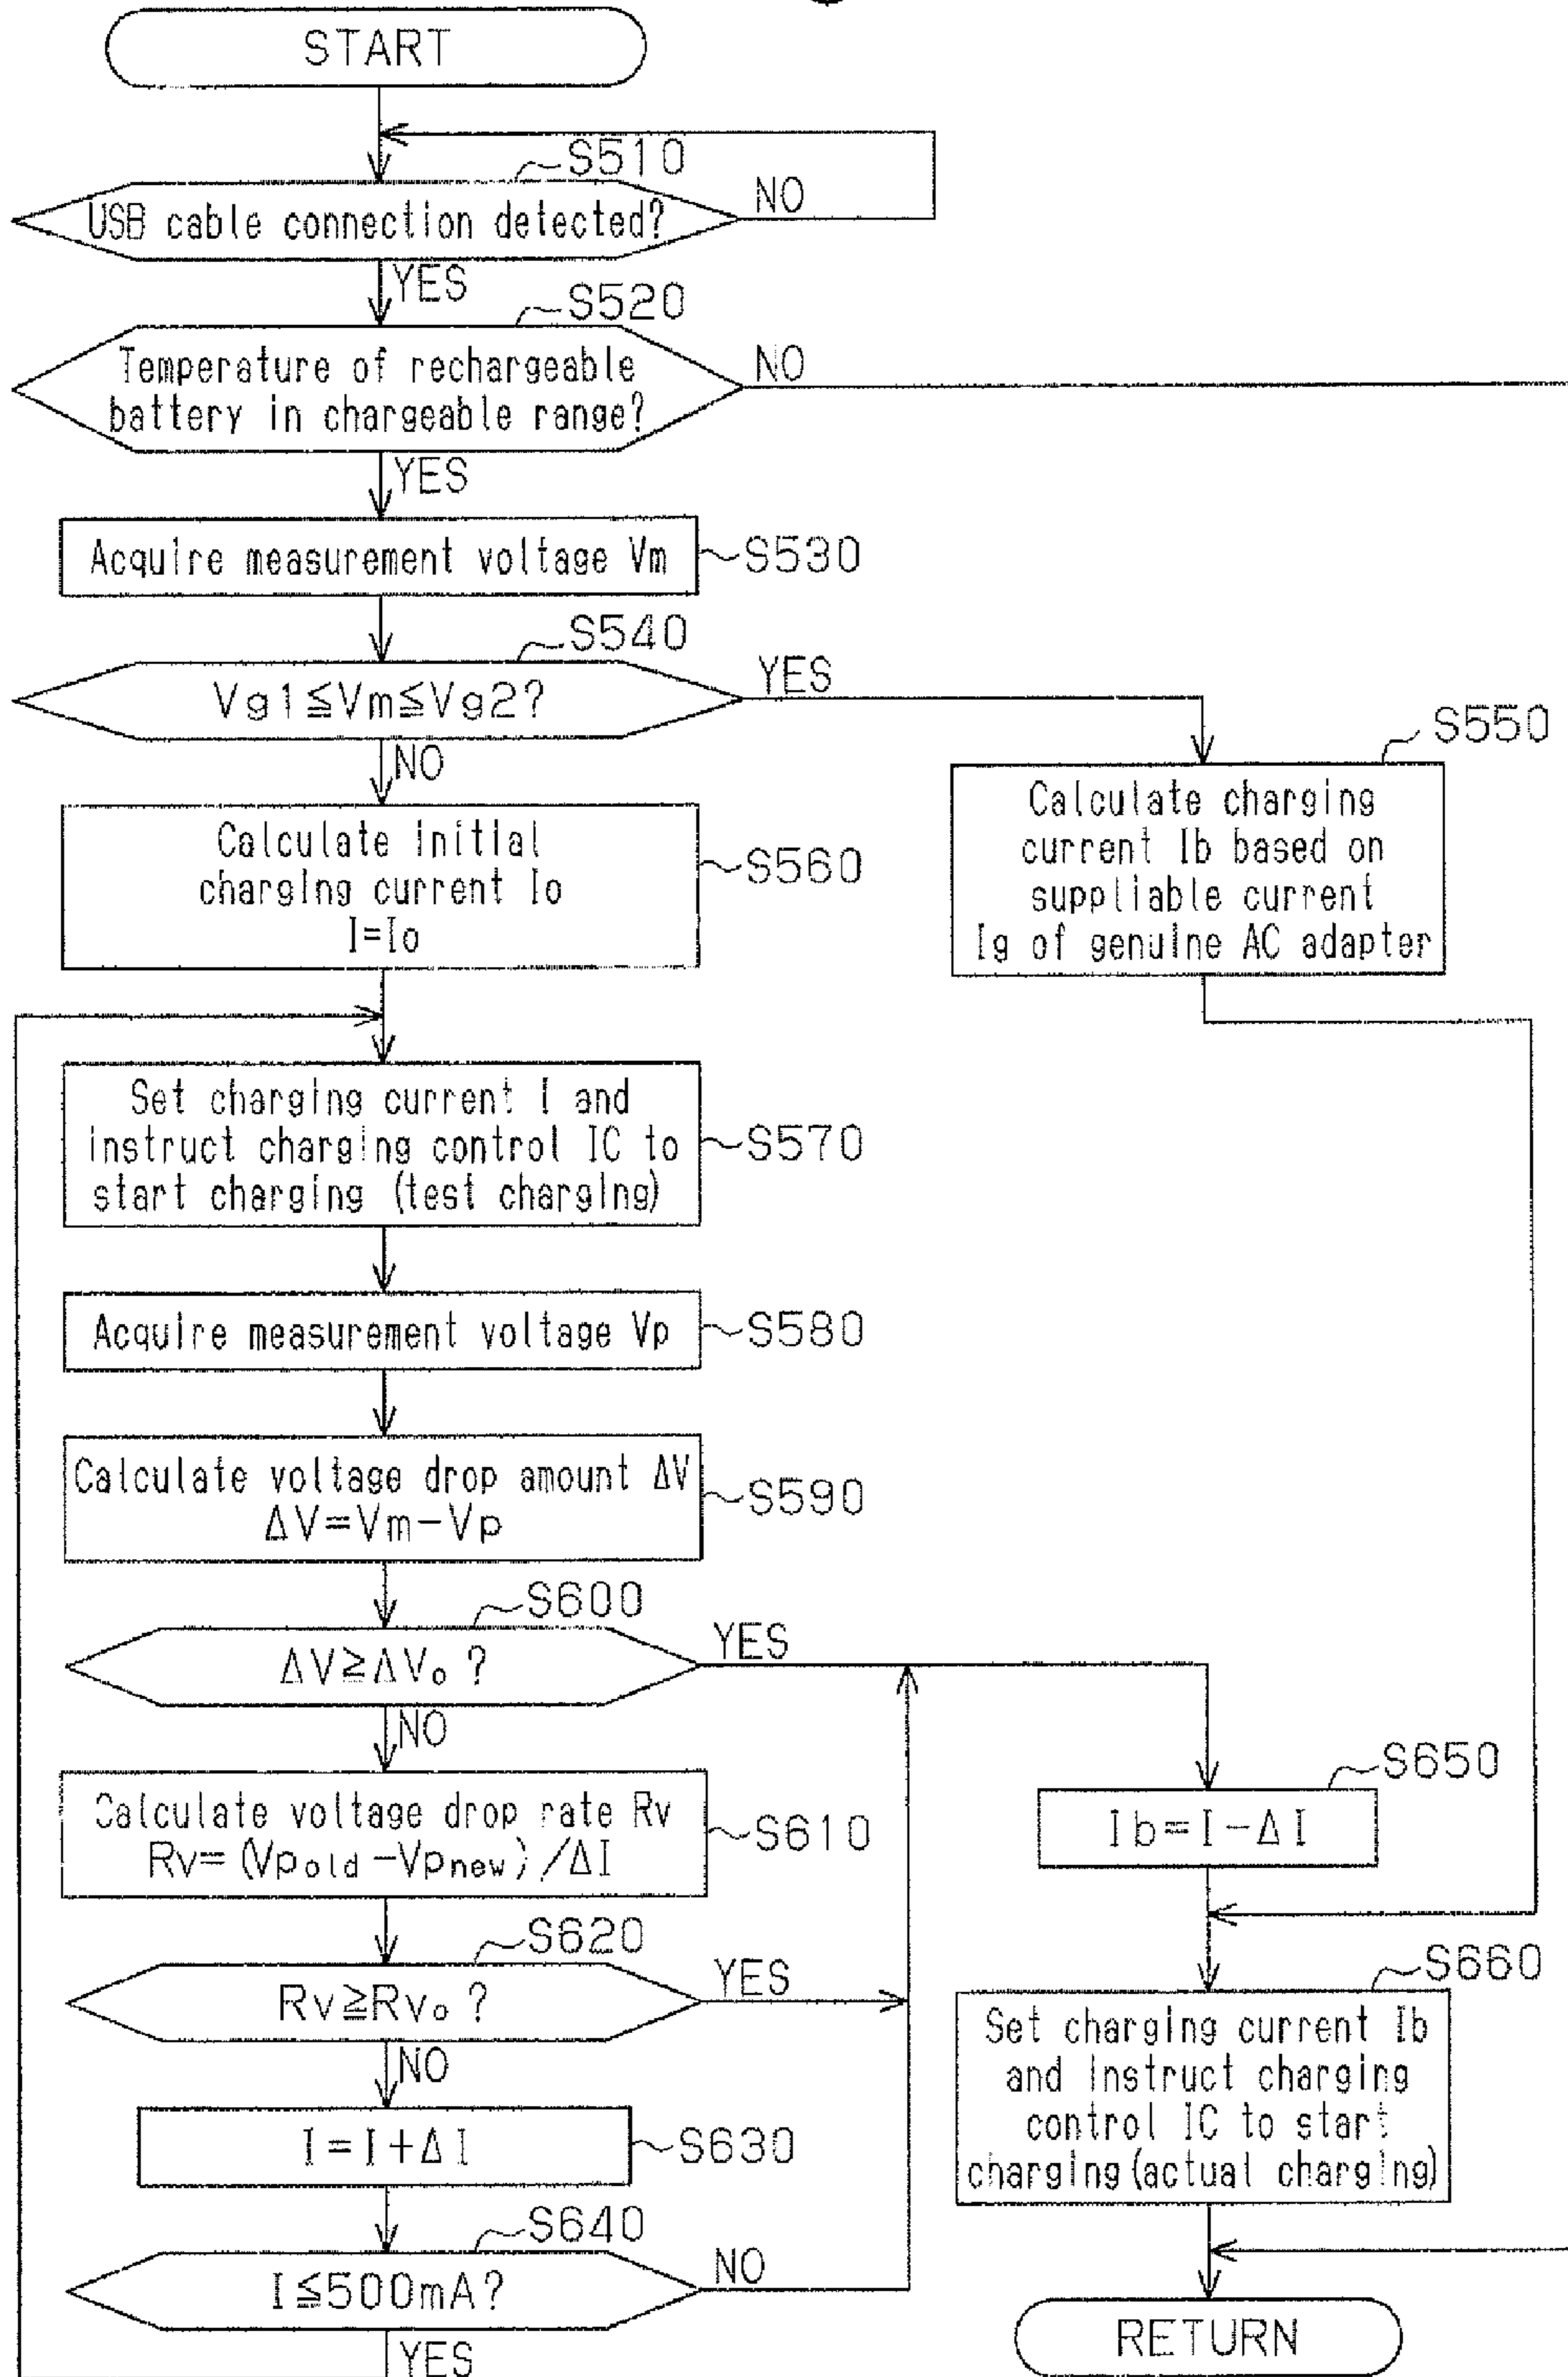 START
S510
USB cable connection detected?
NO
YES
S520
Temperature of rechargeable
battery in chargeable range?
NO
YES
Acquire measurement voltage Vm
S530
S540
Vg1≦Vm≦Vg2?
YES
NO
S550
Calculate charging
current Ib based on
suppliable current
Ig of genuine AC adapter
Calculate initial
charging current Io
I=Io
S560
Set charging current I and
instruct charging control IC to
start charging (test charging)
S570
Acquire measurement voltage Vp
S580
Calculate voltage drop amount ΔV
ΔV=Vm-Vp
S590
S600
ΔV≧ΔVo ?
YES
NO
Calculate voltage drop rate Rv
Rv=(Vpold-Vpnew)/ΔI
S610
S620
Rv≧Rvo ?
YES
NO
I=I+ΔI
S630
S640
I≦500mA?
NO
YES
S650
Ib=I-ΔI
S660
Set charging current Ib
and instruct charging
control IC to start
charging(actual charging)
RETURN